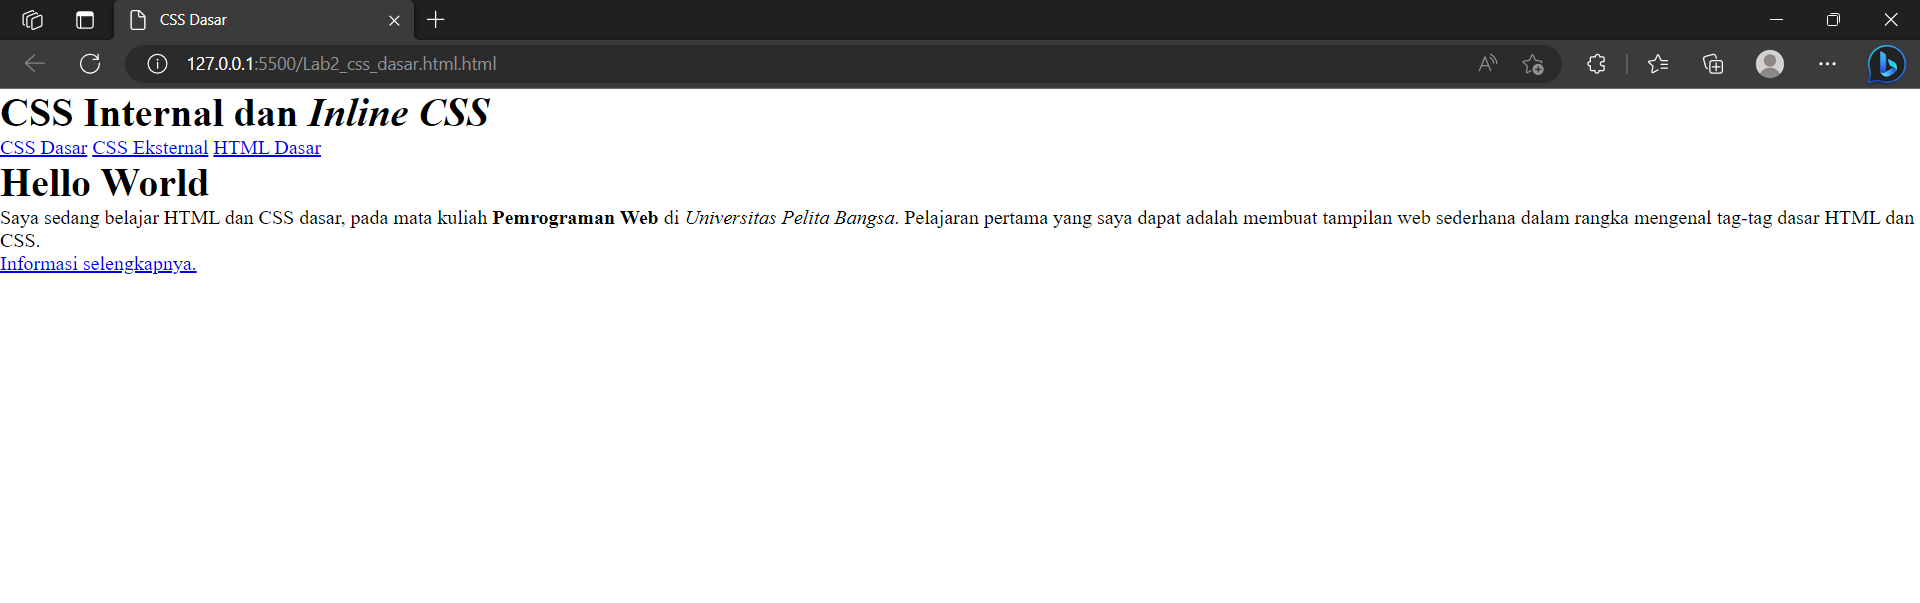 CSS Dasar
127.0.0.1:5500/Lab2_css_dasar.html.html
CSS Internal dan Inline CSS
CSS Dasar CSS Eksternal HTML Dasar
Hello World
Saya sedang belajar HTML dan CSS dasar, pada mata kuliah Pemrograman Web di Universitas Pelita Bangsa. Pelajaran pertama yang saya dapat adalah membuat tampilan web sederhana dalam rangka mengenal tag-tag dasar HTML dan
CSS.
Informasi selengkapnya.